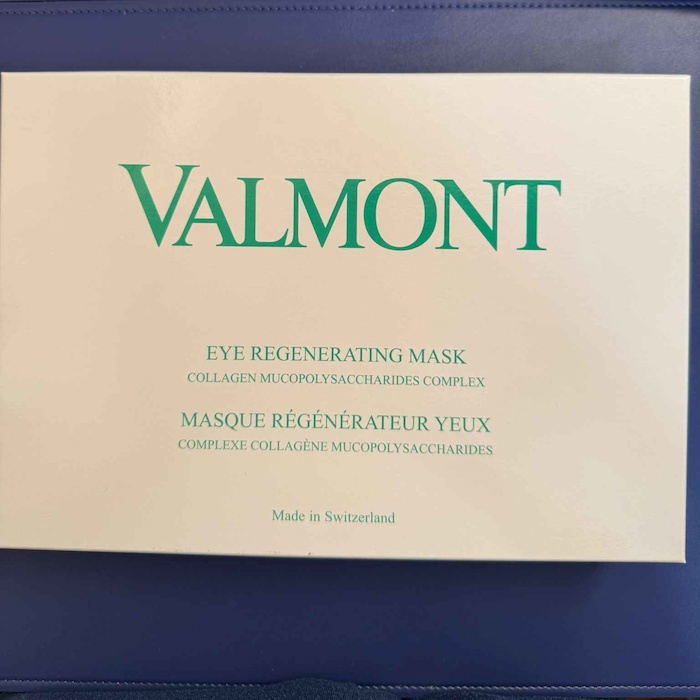 VALMONT
EYE REGENERATING MASK
COLLAGEN MUCOPOLYSACCHARIDES COMPLEX
MASQUE RÉGÉNÉRATEUR YEUX
COMPLEXE COLLAGÈNE MUCOPOLYSACCHARIDES
Made in Switzerland